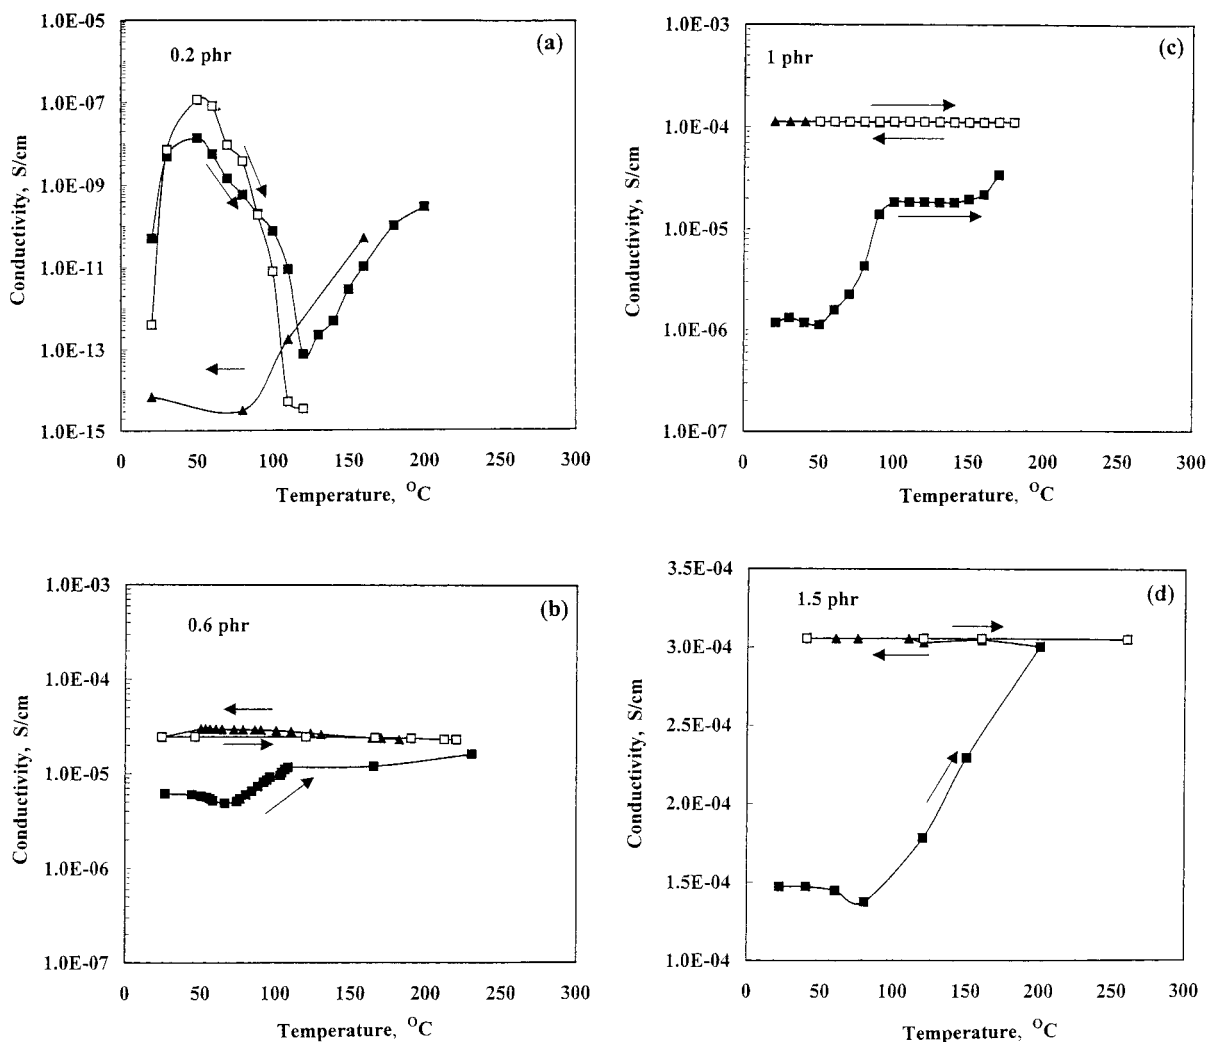 (a)
0.2 phr
1.0E-05
1.0E-07
1.0E-09
1.0E-11
1.0E-13
1.0E-15
Conductivity, S/cm
0 50 100 150 200 250 300
Temperature, °C
(c)
1 phr
1.0E-03
1.0E-04
1.0E-05
1.0E-06
1.0E-07
Conductivity, S/cm
0 50 100 150 200 250 300
Temperature, °C
(b)
0.6 phr
1.0E-03
1.0E-04
1.0E-05
1.0E-06
1.0E-07
Conductivity, S/cm
0 50 100 150 200 250 300
Temperature, °C
(d)
1.5 phr
3.5E-04
3.0E-04
2.5E-04
2.0E-04
1.5E-04
1.0E-04
Conductivity, S/cm
0 50 100 150 200 250 300
Temperature, °C